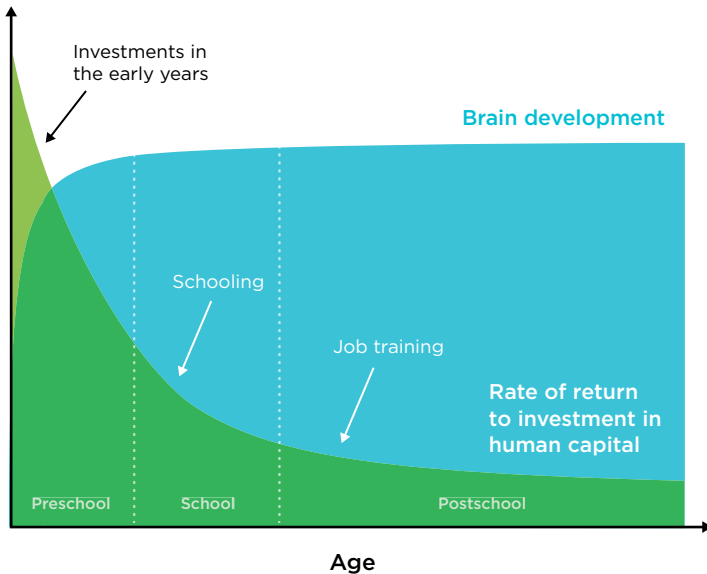 Investments in
the early years
Brain development
Schooling
Job training
Rate of return
to investment in
human capital
Preschool
School
Postschool
Age